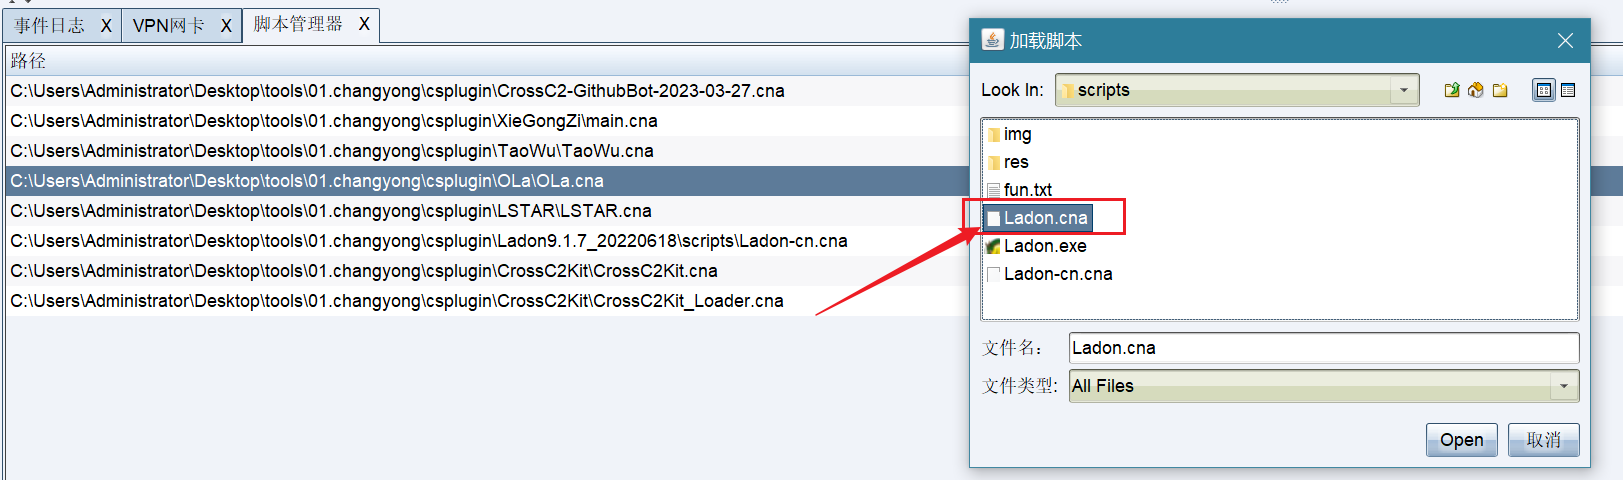 事件日志 X VPN网卡 X 脚本管理器 X
路径
C:\Users\Administrator\Desktop\tools\01.changyong\csplugin\CrossC2-GithubBot-2023-03-27.cna
C:\Users\Administrator\Desktop\tools\01.changyong\csplugin\XieGongZi\main.cna
C:\Users\Administrator\Desktop\tools\01.changyong\csplugin\TaoWu\TaoWu.cna
C:\Users\Administrator\Desktop\tools\01.changyong\csplugin\OLa\OLa.cna
C:\Users\Administrator\Desktop\tools\01.changyong\csplugin\LSTAR\LSTAR.cna
C:\Users\Administrator\Desktop\tools\01.changyong\csplugin\Ladon9.1.7_20220618\scripts\Ladon-cn.cna
C:\Users\Administrator\Desktop\tools\01.changyong\csplugin\CrossC2Kit\CrossC2Kit.cna
C:\Users\Administrator\Desktop\tools\01.changyong\csplugin\CrossC2Kit\CrossC2Kit_Loader.cna
加载脚本
Look In: scripts
img
res
fun.txt
Ladon.cna
Ladon.exe
Ladon-cn.cna
文件名: Ladon.cna
文件类型: All Files
Open 取消